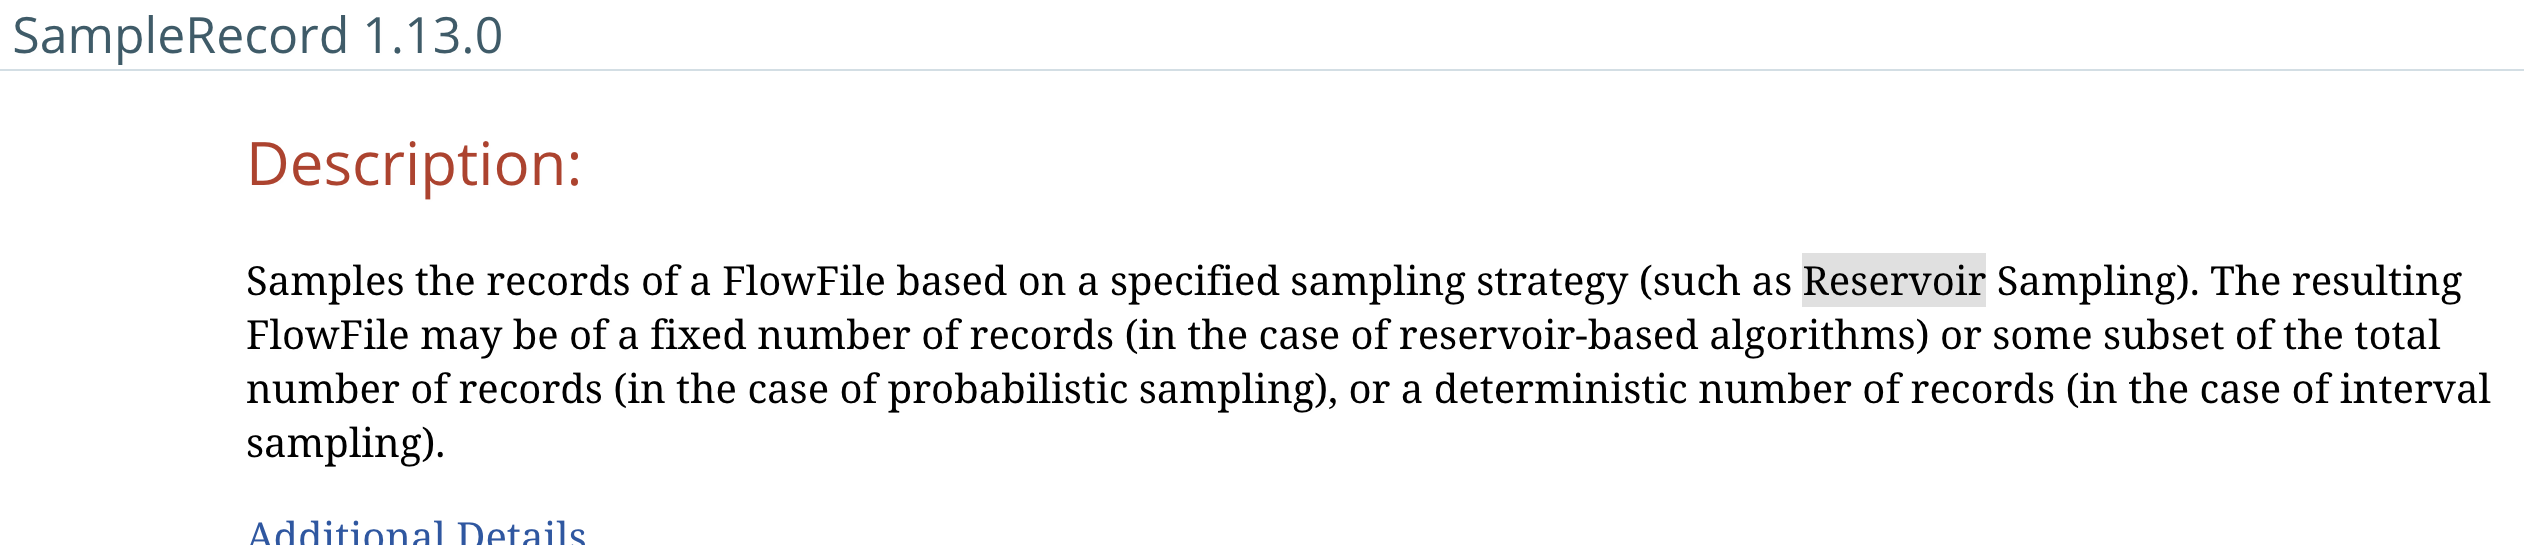 SampleRecord 1.13.0
Description:
Samples the records of a FlowFile based on a specified sampling strategy (such as Reservoir Sampling). The resulting
FlowFile may be of a fixed number of records (in the case of reservoir-based algorithms) or some subset of the total
number of records (in the case of probabilistic sampling), or a deterministic number of records (in the case of interval
sampling).
Additional Details